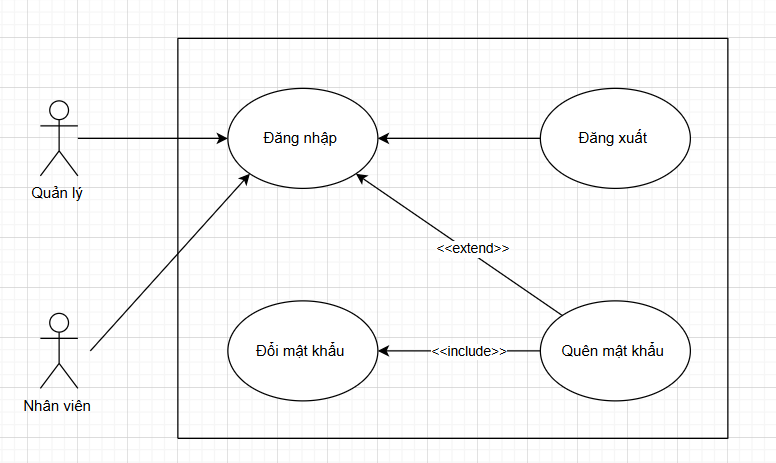 Đăng nhập
Đăng xuất
Quản lý
<<extend>>
Đổi mật khẩu
<<include>>
Quên mật khẩu
Nhân viên